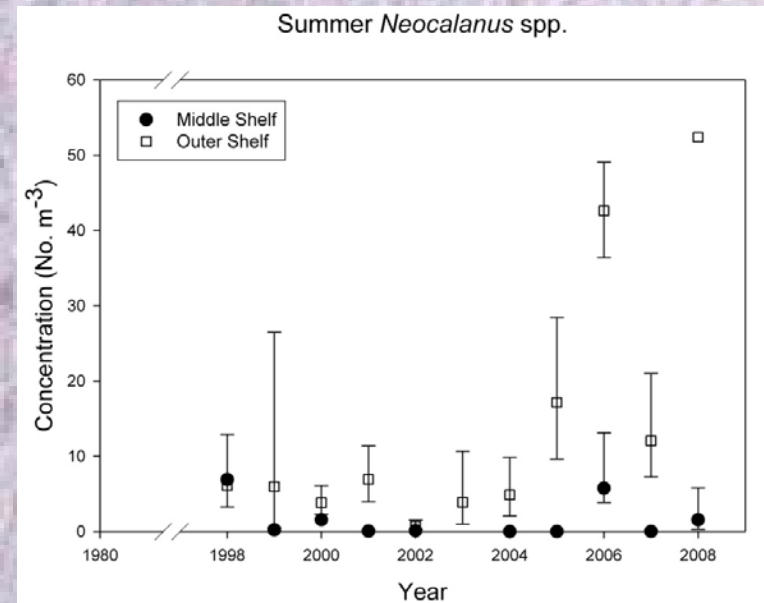 Summer Neocalanus spp.
60
50
40
30
20
10
0
Concentration (No. m⁻³)
Middle Shelf
Outer Shelf
1980
1998
2000
2002
2004
2006
2008
Year